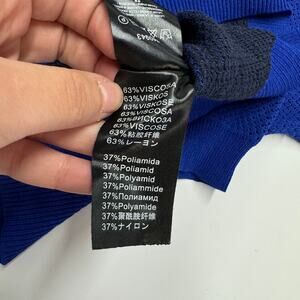 63%VISCOSA
63%VISKOS
63%VISKOSE
63%VISCOSA
63%ВИСКОЗА
63%VISCOSE
63%粘胶纤维
63%レーヨン
37%Poliamida
37%Poliamid
37%Polyamid
37%Poliammide
37%Полиамид
37%Polyamide
37%聚酰胺纤维
37%ナイロン